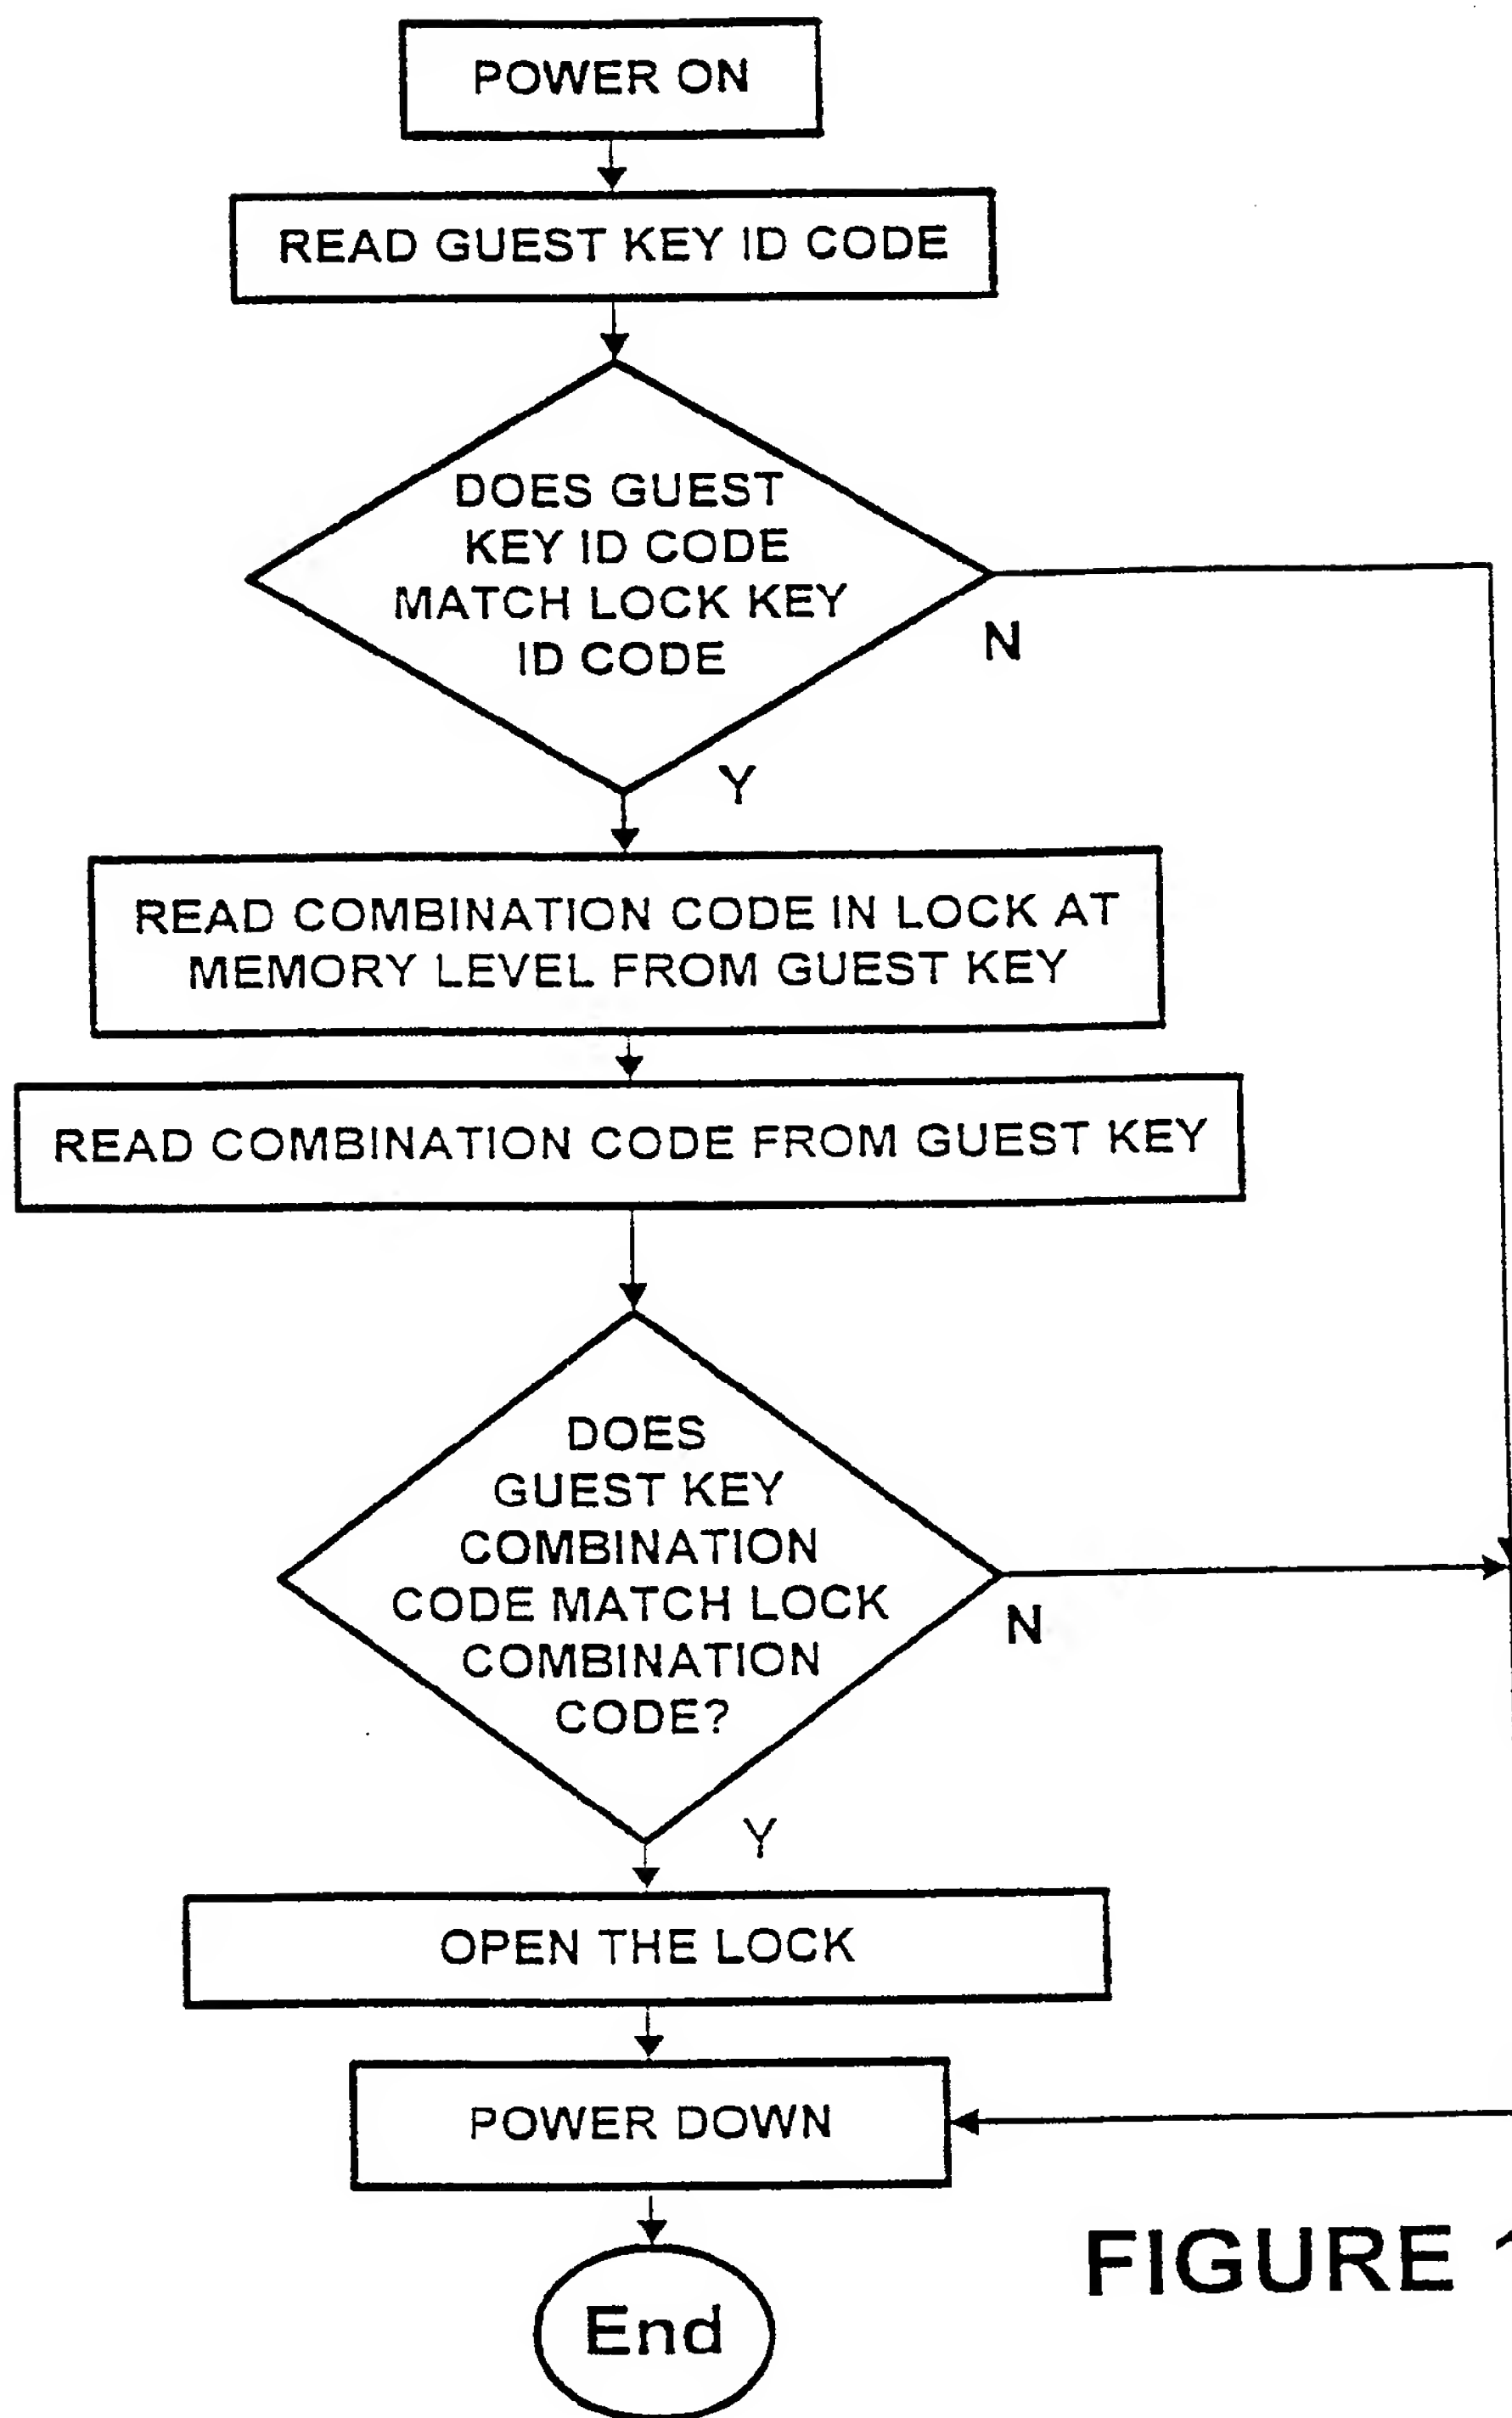 POWER ON
READ GUEST KEY ID CODE
DOES GUEST
KEY ID CODE
MATCH LOCK KEY
ID CODE
N
Y
READ COMBINATION CODE IN LOCK AT
MEMORY LEVEL FROM GUEST KEY
READ COMBINATION CODE FROM GUEST KEY
DOES
GUEST KEY
COMBINATION
CODE MATCH LOCK
COMBINATION
CODE?
N
Y
OPEN THE LOCK
POWER DOWN
FIGURE
End